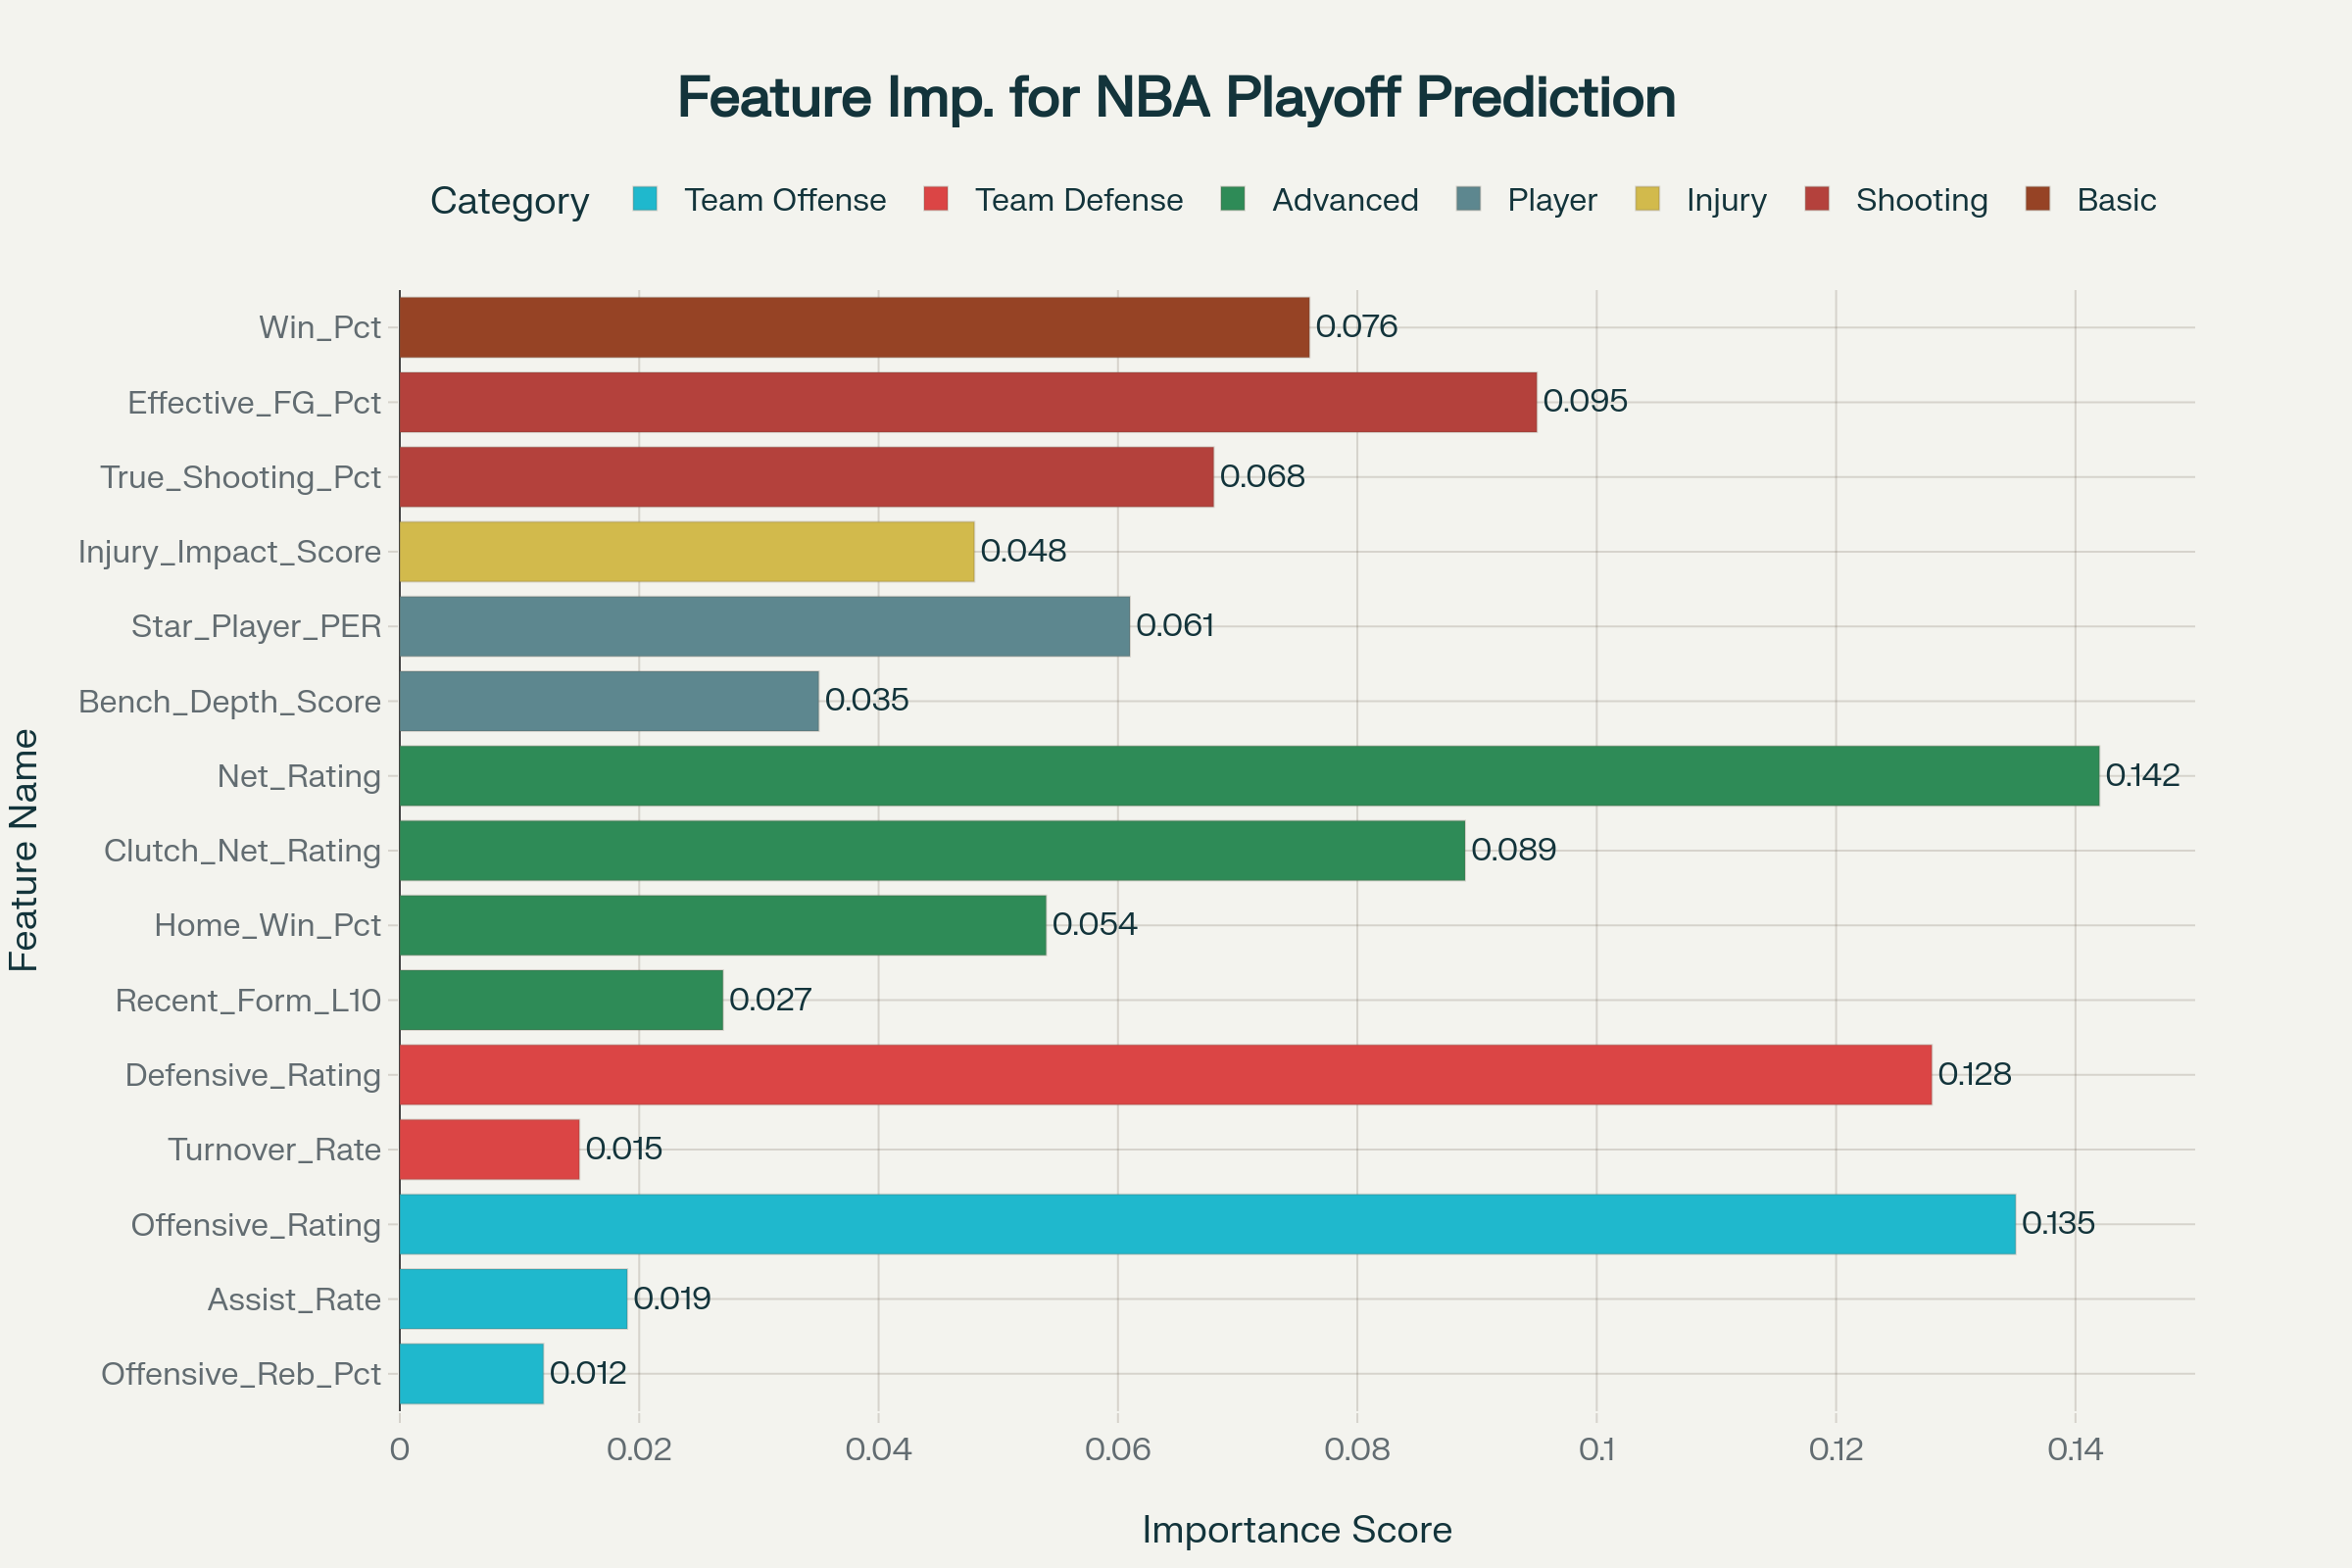 Feature Imp. for NBA Playoff Prediction
Category Team Offense Team Defense Advanced Player Injury Shooting Basic
Feature Name
Win_Pct 0.076
Effective_FG_Pct 0.095
True_Shooting_Pct 0.068
Injury_Impact_Score 0.048
Star_Player_PER 0.061
Bench_Depth_Score 0.035
Net_Rating 0.142
Clutch_Net_Rating 0.089
Home_Win_Pct 0.054
Recent_Form_L10 0.027
Defensive_Rating 0.128
Turnover_Rate 0.015
Offensive_Rating 0.135
Assist_Rate 0.019
Offensive_Reb_Pct 0.012
0 0.02 0.04 0.06 0.08 0.1 0.12 0.14
Importance Score